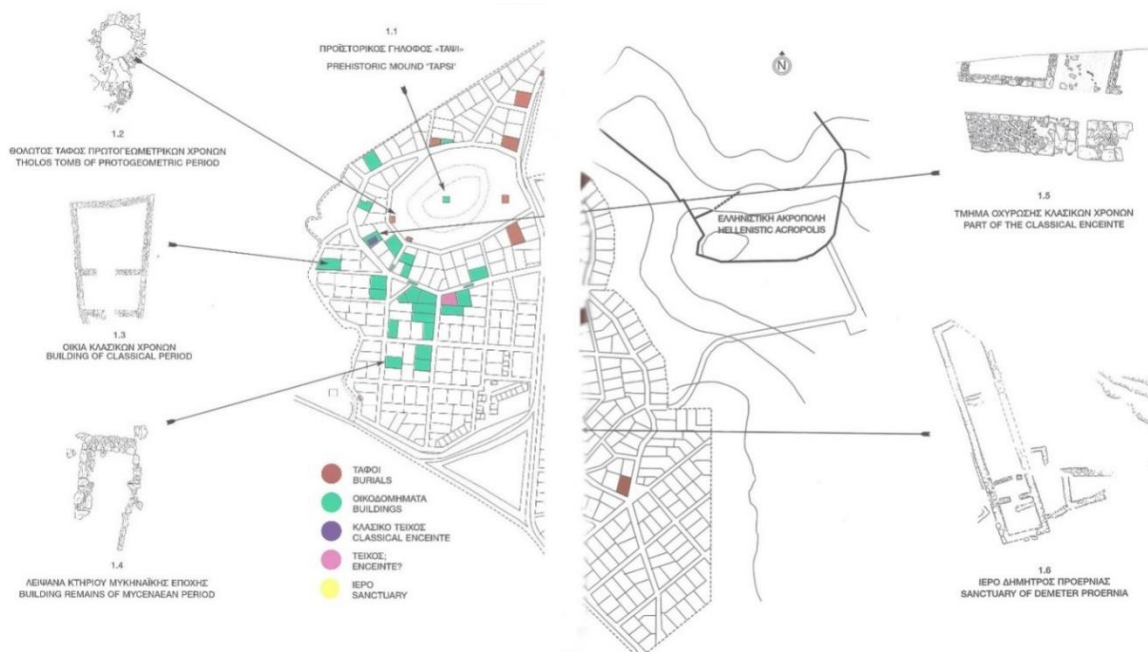 1.1
ΠΡΟΪΣΤΟΡΙΚΟΣ ΓΗΛΟΦΟΣ «ΤΑΨΙ»
PREHISTORIC MOUND 'TAPSI'
1.2
ΘΟΛΩΤΟΣ ΤΑΦΟΣ ΠΡΩΤΟΓΕΩΜΕΤΡΙΚΩΝ ΧΡΟΝΩΝ
THOLOS TOMB OF PROTOGEOMETRIC PERIOD
1.3
ΟΙΚΙΑ ΚΛΑΣΙΚΩΝ ΧΡΟΝΩΝ
BUILDING OF CLASSICAL PERIOD
1.4
ΛΕΙΨΑΝΑ ΚΤΗΡΙΟΥ ΜΥΚΗΝΑΪΚΗΣ ΕΠΟΧΗΣ
BUILDING REMAINS OF MYCENAEAN PERIOD
ΤΑΦΟΙ
BURIALS
ΟΙΚΟΔΟΜΗΜΑΤΑ
BUILDINGS
ΚΛΑΣΙΚΟ ΤΕΙΧΟΣ
CLASSICAL ENCEINTE
ΤΕΙΧΟΣ;
ENCEINTE?
ΙΕΡΟ
SANCTUARY
N
ΕΛΛΗΝΙΣΤΙΚΗ ΑΚΡΟΠΟΛΗ
HELLENISTIC ACROPOLIS
1.5
ΤΜΗΜΑ ΟΧΥΡΩΣΗΣ ΚΛΑΣΙΚΩΝ ΧΡΟΝΩΝ
PART OF THE CLASSICAL ENCEINTE
1.6
ΙΕΡΟ ΔΗΜΗΤΡΟΣ ΠΡΟΕΡΝΙΑΣ
SANCTUARY OF DEMETER PROERNIA